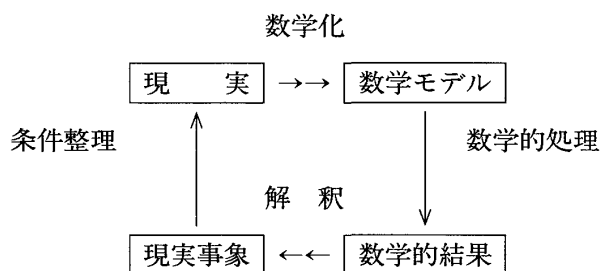 数学化
現　実 →→ 数学モデル
条件整理 数学的処理
解　釈
現実事象 ←← 数学的結果